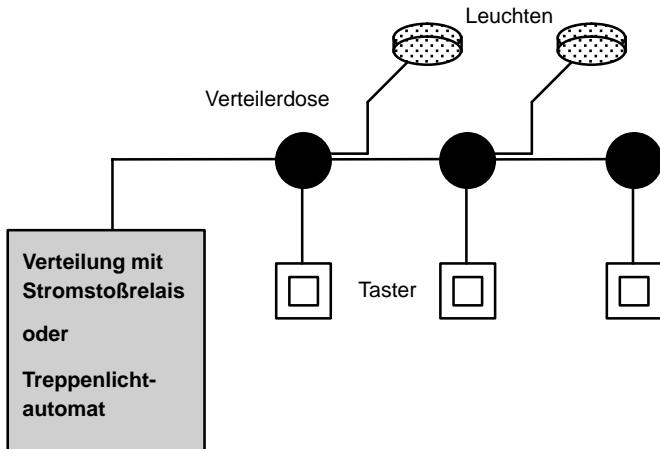 Leuchten
Verteilerdose
Verteilung mit
Stromstoßrelais
oder
Treppenlicht-
automat
Taster